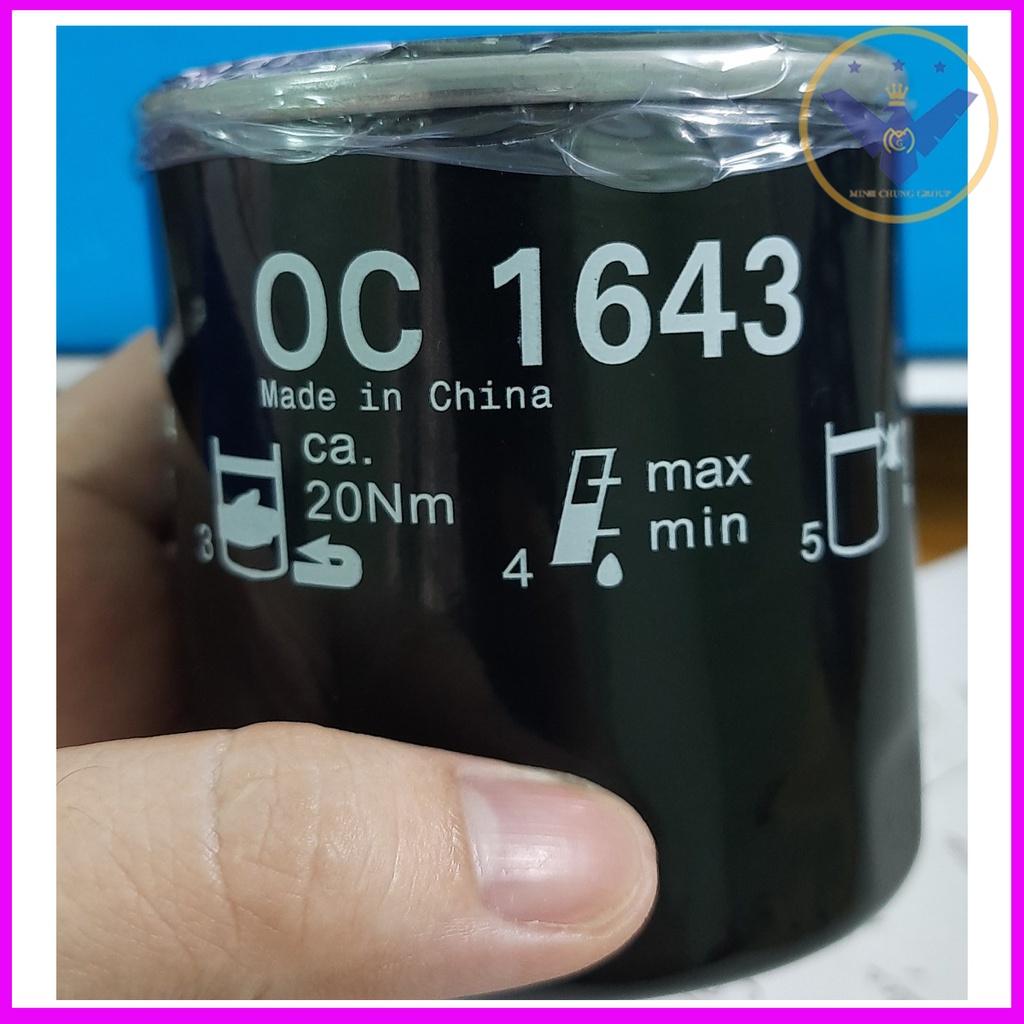 MINH CHUNG GROUP
OC 1643
Made in China
ca.
20Nm
3
max
min
4
5